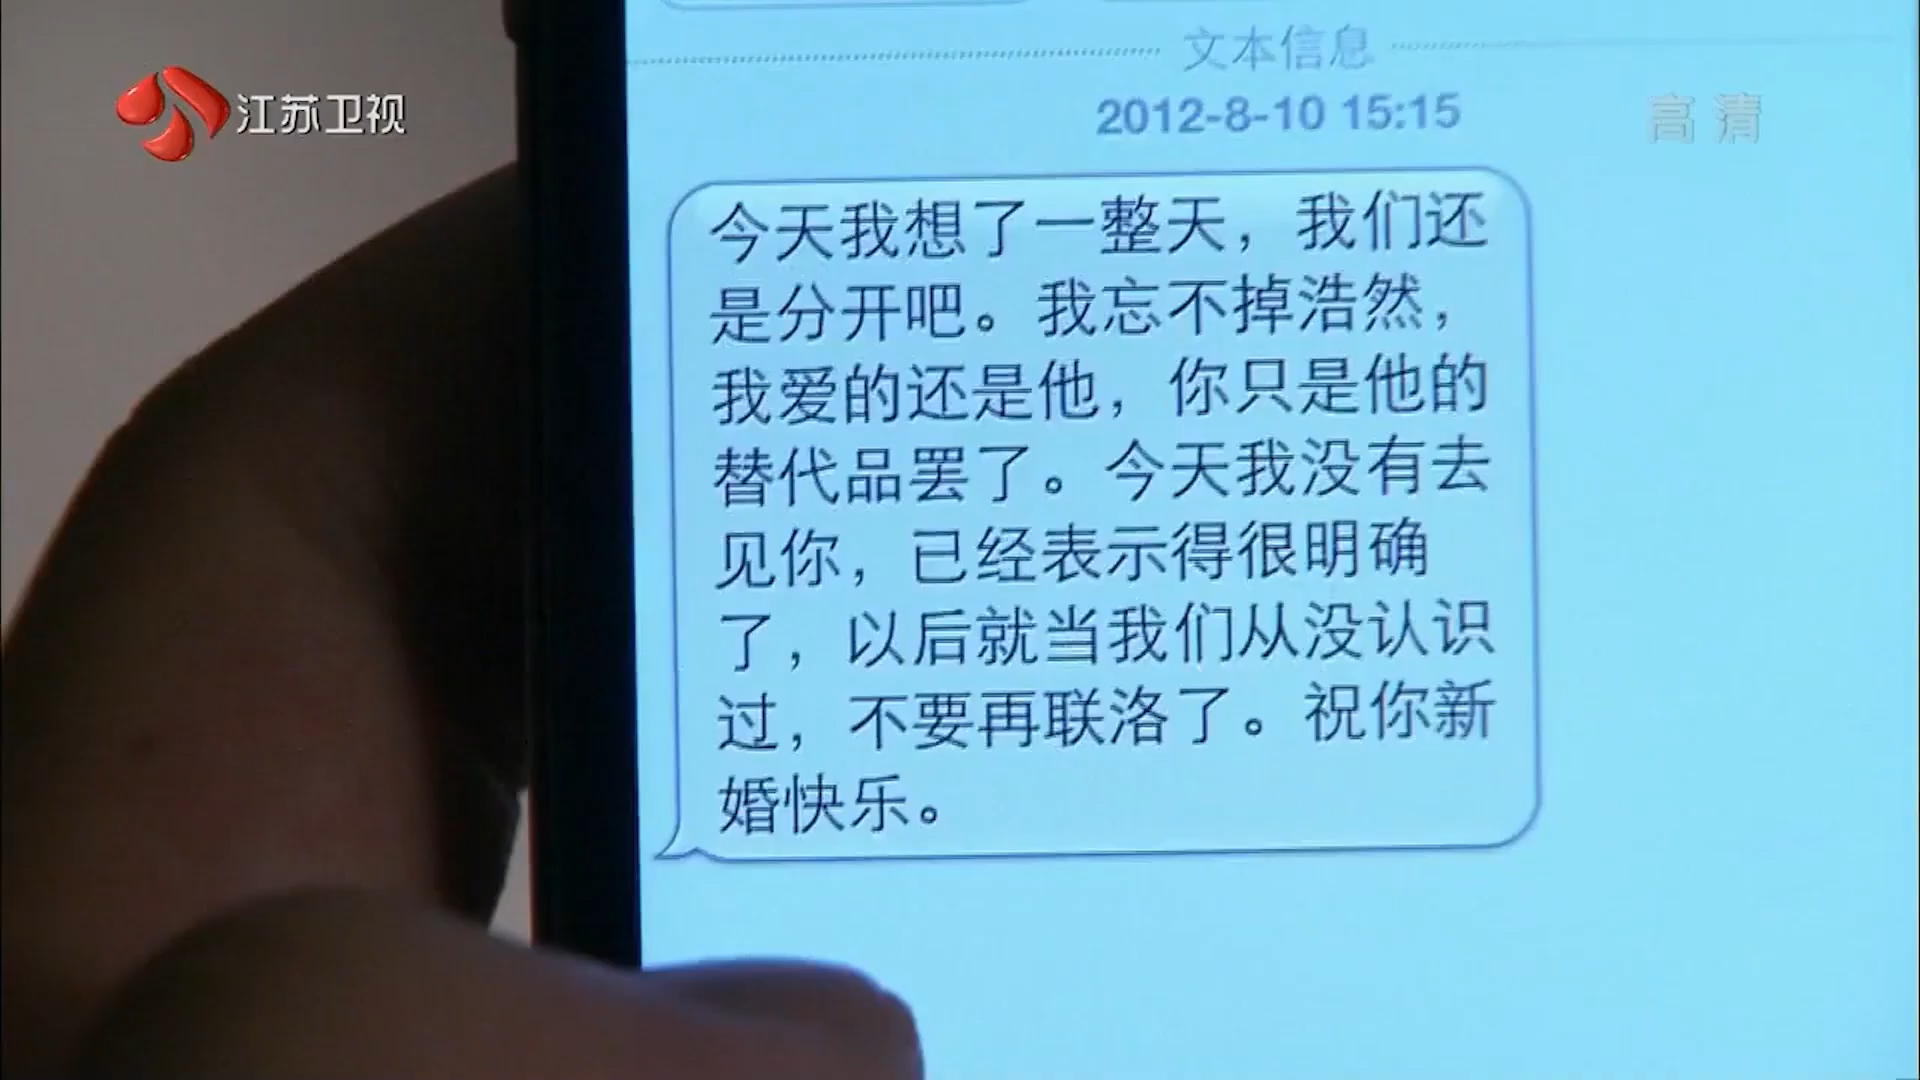 江苏卫视
高清
文本信息
2012-8-10 15:15
今天我想了一整天，我们还
是分开吧。我忘不掉浩然，
我爱的还是他，你只是他的
替代品罢了。今天我没有去
见你，已经表示得很明确
了，以后就当我们从没认识
过，不要再联洛了。祝你新
婚快乐。